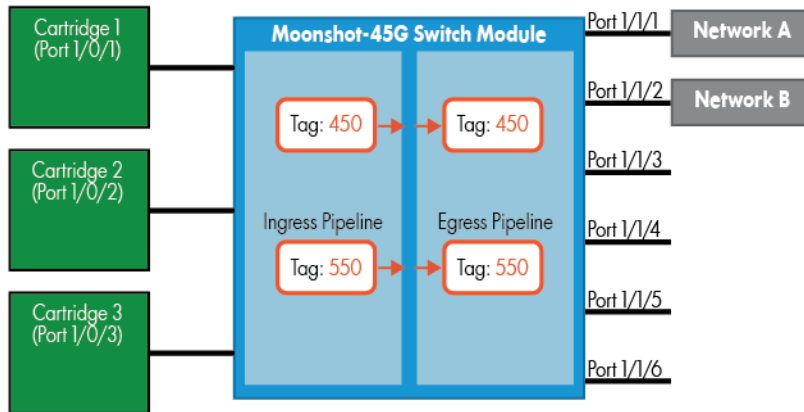 Cartridge 1
(Port 1/0/1)
Cartridge 2
(Port 1/0/2)
Cartridge 3
(Port 1/0/3)
Moonshot-45G Switch Module
Tag: 450
Tag: 450
Ingress Pipeline
Egress Pipeline
Tag: 550
Tag: 550
Port 1/1/1
Network A
Port 1/1/2
Network B
Port 1/1/3
Port 1/1/4
Port 1/1/5
Port 1/1/6